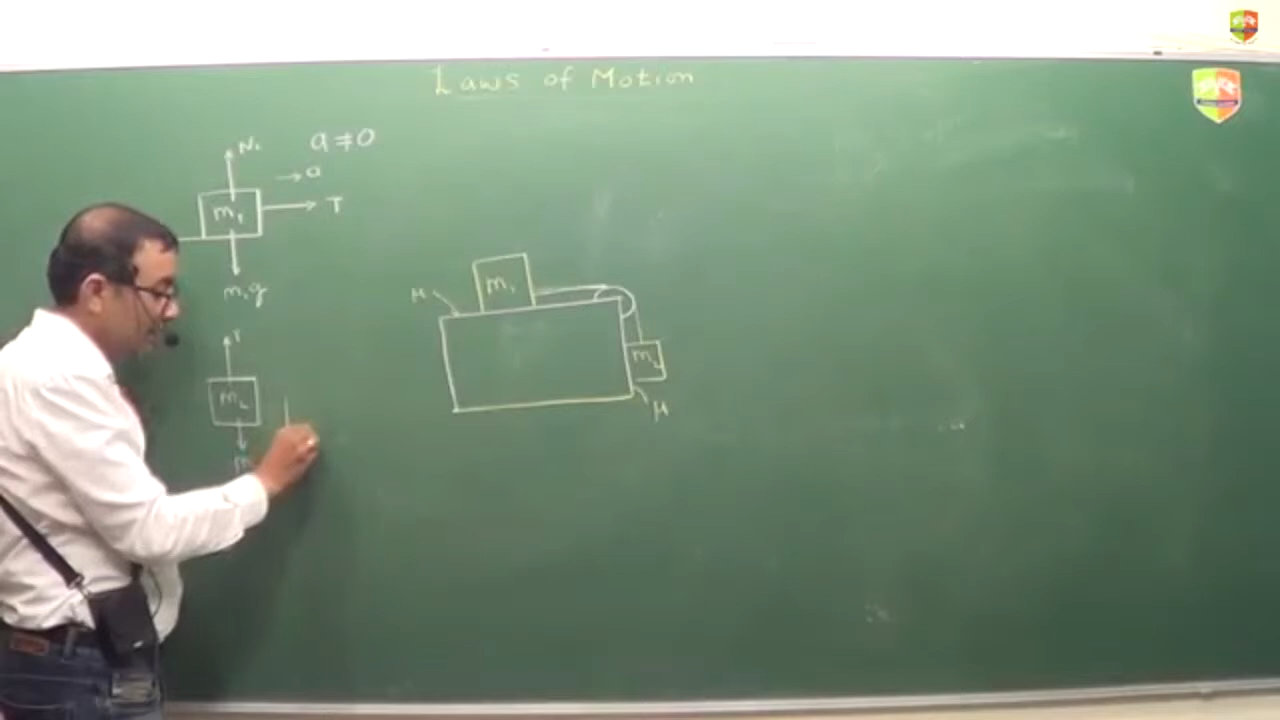 Laws of Motion
N₁
a ≠ 0
→ a
m₁
T
m₁g
T
m₂
m
μ
m₁
m₂
μ